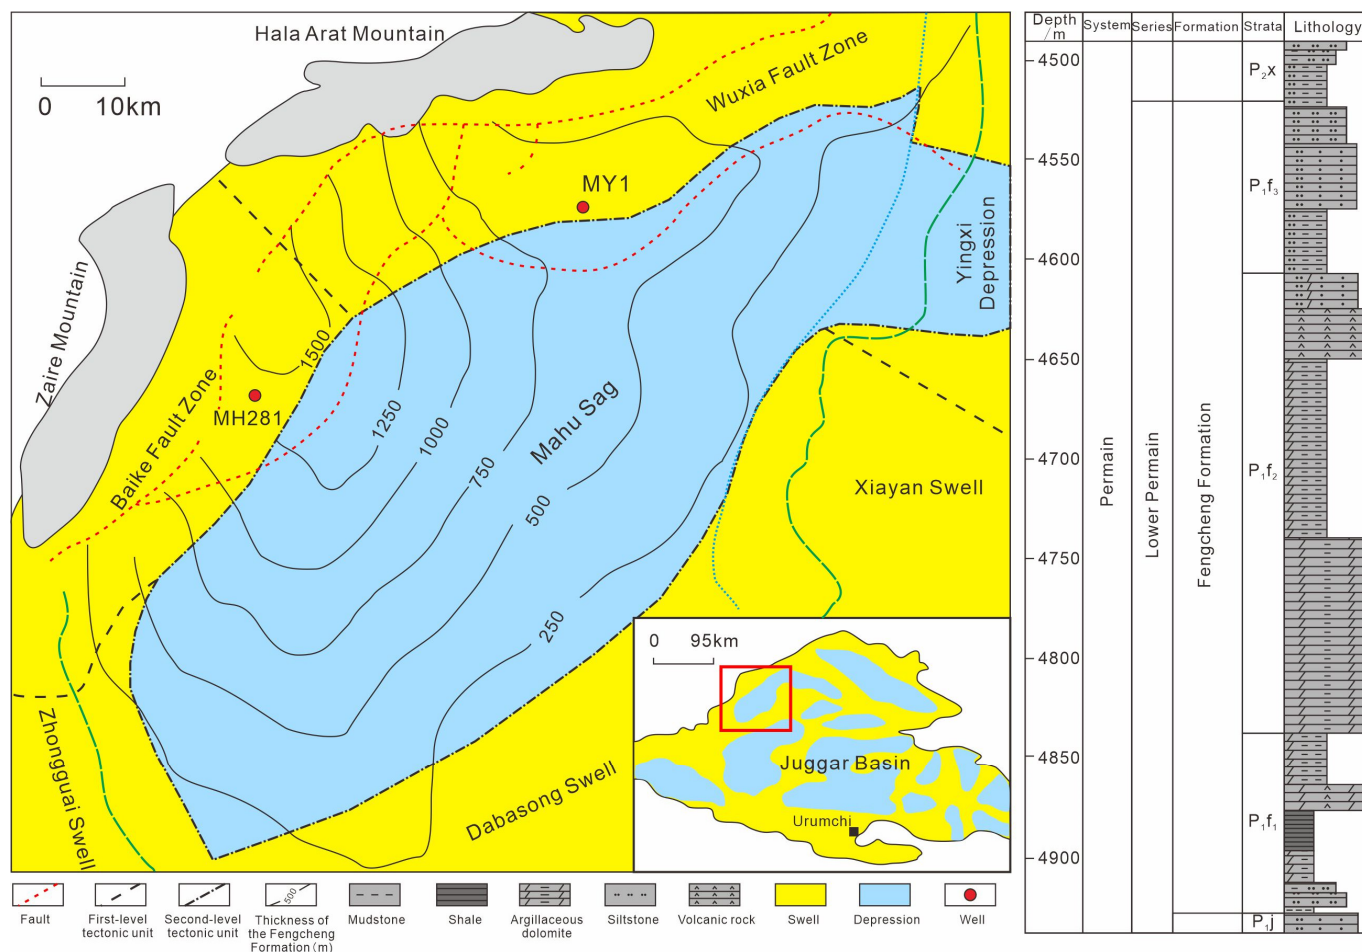 Hala Arat Mountain
0 10km
Wuxia Fault Zone
MY1
Yingxi
Depression
Zaire Mountain
1500
MH281
Baike Fault Zone
1250
1000
750
Mahu Sag
500
250
Xiayan Swell
Zhongguai Swell
Dabasong Swell
0 95km
Juggar Basin
Urumchi
Depth
/m
System
Series
Formation
Strata
Lithology
4500
4550
4600
4650
4700
4750
4800
4850
4900
Permain
Lower Permain
Fengcheng Formation
P₂x
P₁f₃
P₁f₂
P₁f₁
P₁j
Fault
First-level
tectonic unit
Second-level
tectonic unit
500
Thickness of
the Fengcheng
Formation(m)
Mudstone
Shale
Argillaceous
dolomite
Siltstone
Volcanic rock
Swell
Depression
Well